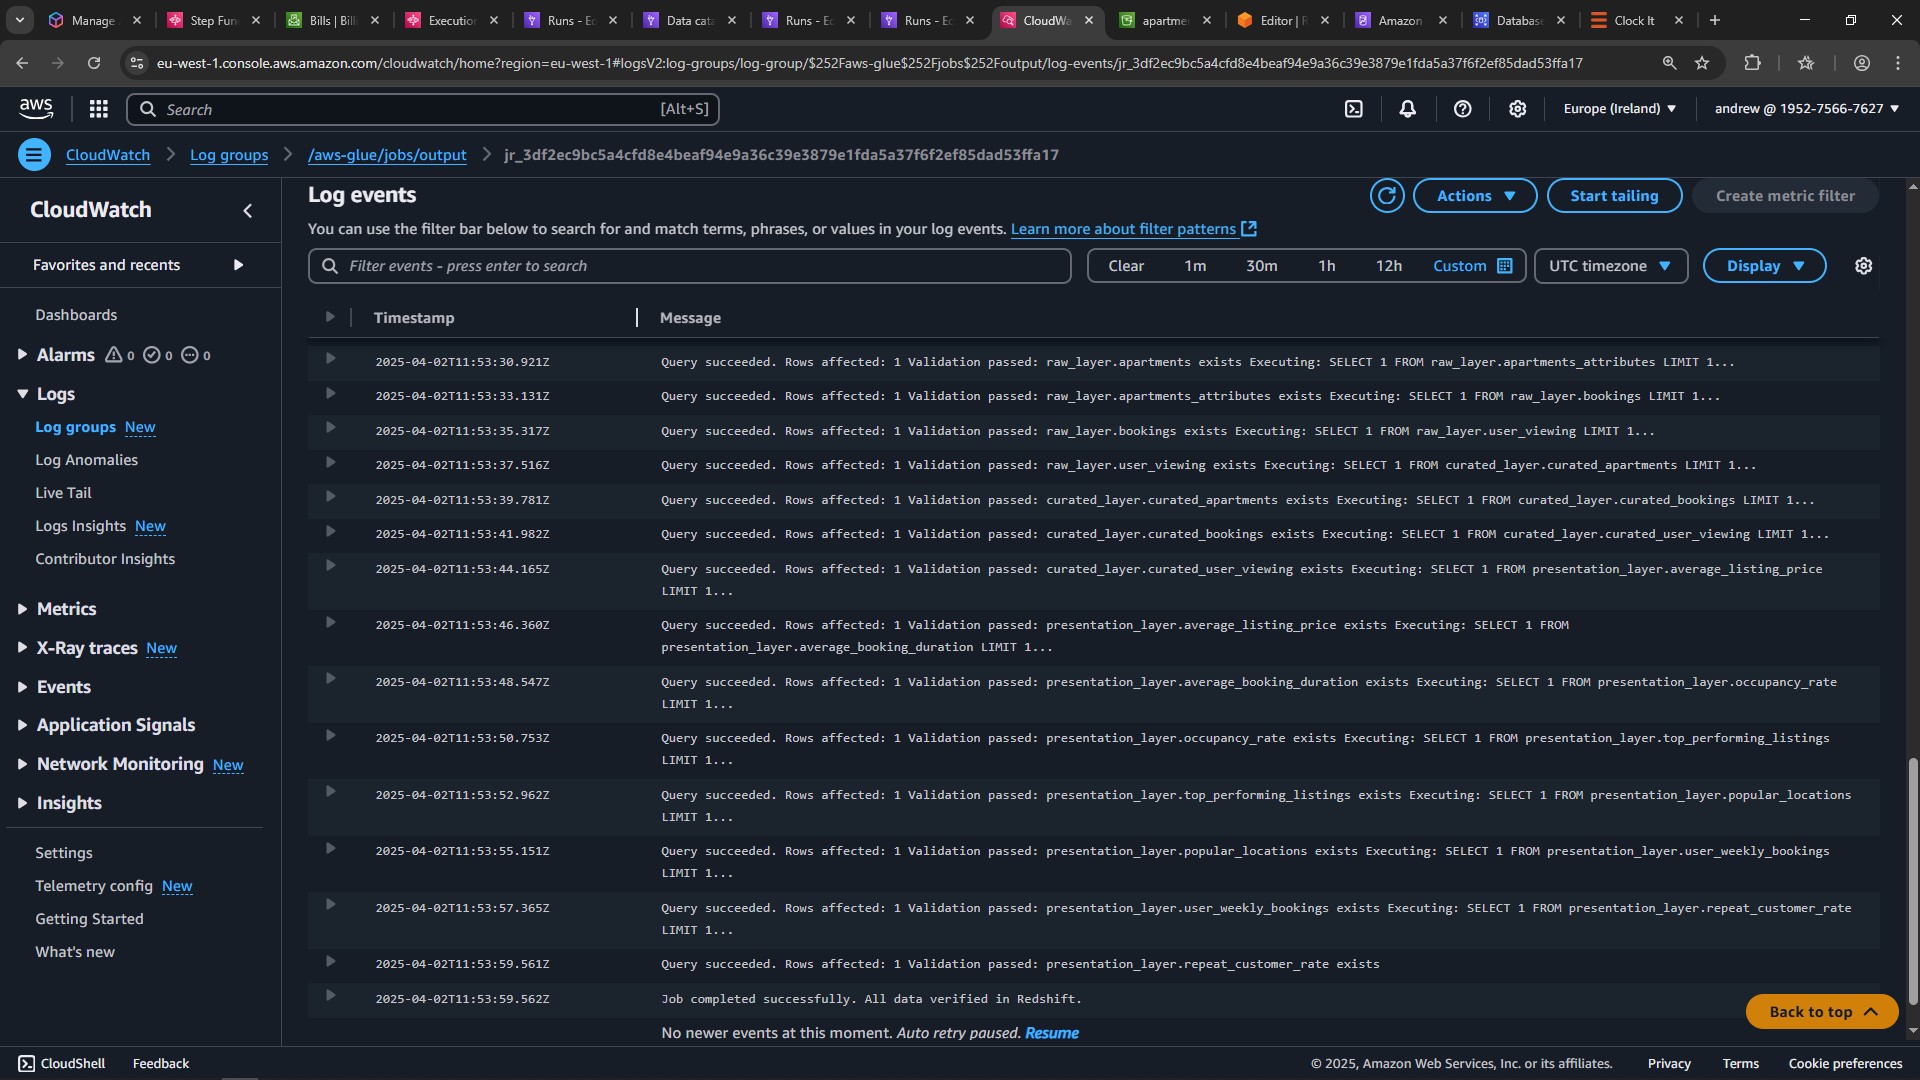 Manage
Step Fun
Bills | Bill
Execution
Runs - Ed
Data cata
Runs - Ed
Runs - Ed
CloudWa
apartme
Editor | R
Amazon
Database
Clock It
eu-west-1.console.aws.amazon.com/cloudwatch/home?region=eu-west-1#logsV2:log-groups/log-group/$252Faws-glue$252Fjobs$252Foutput/log-events/jr_3df2ec9bc5a4cfd8e4beaf94e9a36c39e3879e1fda5a37f6f2ef85dad53ffa17
aws Search [Alt+S] Europe (Ireland) andrew @ 1952-7566-7627
CloudWatch Log groups /aws-glue/jobs/output jr_3df2ec9bc5a4cfd8e4beaf94e9a36c39e3879e1fda5a37f6f2ef85dad53ffa17
CloudWatch
Favorites and recents
Dashboards
Alarms 0 0 0
Logs
Log groups New
Log Anomalies
Live Tail
Logs Insights New
Contributor Insights
Metrics
X-Ray traces New
Events
Application Signals
Network Monitoring New
Insights
Settings
Telemetry config New
Getting Started
What's new
Log events
Actions Start tailing Create metric filter
You can use the filter bar below to search for and match terms, phrases, or values in your log events. Learn more about filter patterns
Filter events - press enter to search Clear 1m 30m 1h 12h Custom UTC timezone Display
Timestamp Message
2025-04-02T11:53:30.921Z Query succeeded. Rows affected: 1 Validation passed: raw_layer.apartments exists Executing: SELECT 1 FROM raw_layer.apartments_attributes LIMIT 1...
2025-04-02T11:53:33.131Z Query succeeded. Rows affected: 1 Validation passed: raw_layer.apartments_attributes exists Executing: SELECT 1 FROM raw_layer.bookings LIMIT 1...
2025-04-02T11:53:35.317Z Query succeeded. Rows affected: 1 Validation passed: raw_layer.bookings exists Executing: SELECT 1 FROM raw_layer.user_viewing LIMIT 1...
2025-04-02T11:53:37.516Z Query succeeded. Rows affected: 1 Validation passed: raw_layer.user_viewing exists Executing: SELECT 1 FROM curated_layer.curated_apartments LIMIT 1...
2025-04-02T11:53:39.781Z Query succeeded. Rows affected: 1 Validation passed: curated_layer.curated_apartments exists Executing: SELECT 1 FROM curated_layer.curated_bookings LIMIT 1...
2025-04-02T11:53:41.982Z Query succeeded. Rows affected: 1 Validation passed: curated_layer.curated_bookings exists Executing: SELECT 1 FROM curated_layer.curated_user_viewing LIMIT 1...
2025-04-02T11:53:44.165Z Query succeeded. Rows affected: 1 Validation passed: curated_layer.curated_user_viewing exists Executing: SELECT 1 FROM presentation_layer.average_listing_price
LIMIT 1...
2025-04-02T11:53:46.360Z Query succeeded. Rows affected: 1 Validation passed: presentation_layer.average_listing_price exists Executing: SELECT 1 FROM
presentation_layer.average_booking_duration LIMIT 1...
2025-04-02T11:53:48.547Z Query succeeded. Rows affected: 1 Validation passed: presentation_layer.average_booking_duration exists Executing: SELECT 1 FROM presentation_layer.occupancy_rate
LIMIT 1...
2025-04-02T11:53:50.753Z Query succeeded. Rows affected: 1 Validation passed: presentation_layer.occupancy_rate exists Executing: SELECT 1 FROM presentation_layer.top_performing_listings
LIMIT 1...
2025-04-02T11:53:52.962Z Query succeeded. Rows affected: 1 Validation passed: presentation_layer.top_performing_listings exists Executing: SELECT 1 FROM presentation_layer.popular_locations
LIMIT 1...
2025-04-02T11:53:55.151Z Query succeeded. Rows affected: 1 Validation passed: presentation_layer.popular_locations exists Executing: SELECT 1 FROM presentation_layer.user_weekly_bookings
LIMIT 1...
2025-04-02T11:53:57.365Z Query succeeded. Rows affected: 1 Validation passed: presentation_layer.user_weekly_bookings exists Executing: SELECT 1 FROM presentation_layer.repeat_customer_rate
LIMIT 1...
2025-04-02T11:53:59.561Z Query succeeded. Rows affected: 1 Validation passed: presentation_layer.repeat_customer_rate exists
2025-04-02T11:53:59.562Z Job completed successfully. All data verified in Redshift.
No newer events at this moment. Auto retry paused. Resume
Back to top
CloudShell Feedback © 2025, Amazon Web Services, Inc. or its affiliates. Privacy Terms Cookie preferences